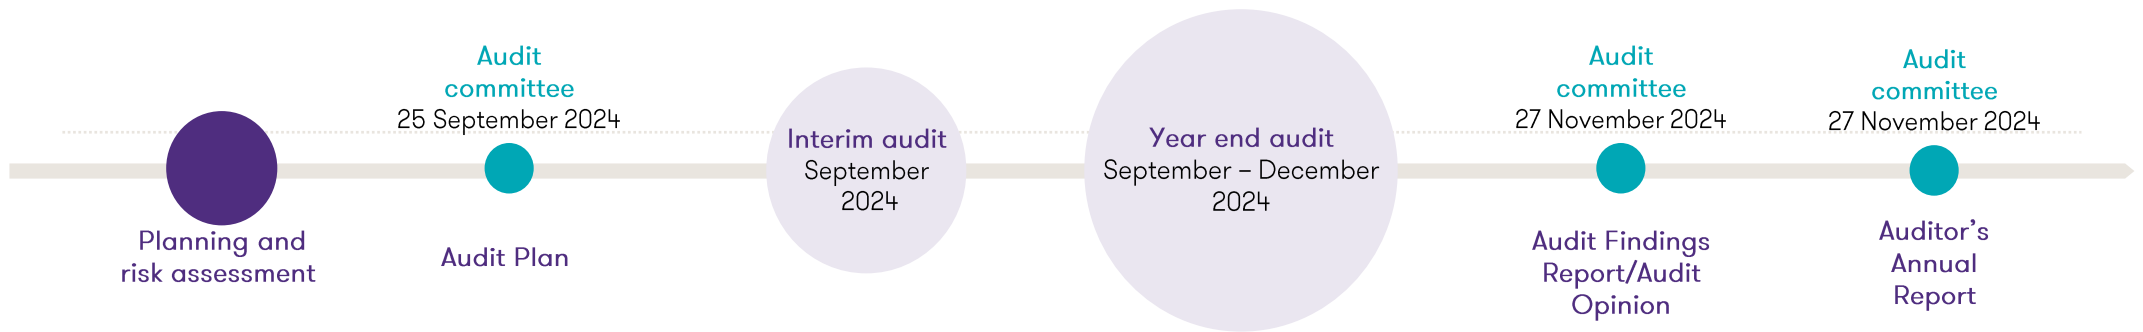 Planning and
risk assessment
Audit
committee
25 September 2024
Audit Plan
Interim audit
September
2024
Year end audit
September – December
2024
Audit
committee
27 November 2024
Audit Findings
Report/Audit
Opinion
Audit
committee
27 November 2024
Auditor’s
Annual
Report